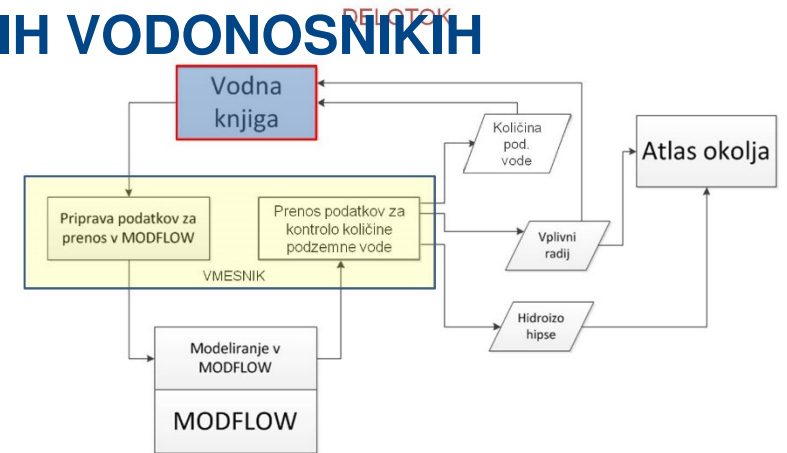 DELOTOK
IH VODONOSNIKIH
Vodna
knjiga
Količina
pod.
vode
Atlas okolja
Priprava podatkov za
prenos v MODFLOW
Prenos podatkov za
kontrolo količine
podzemne vode
Vplivni
radij
VMESNIK
Hidroizo
hipse
Modeliranje v
MODFLOW
MODFLOW